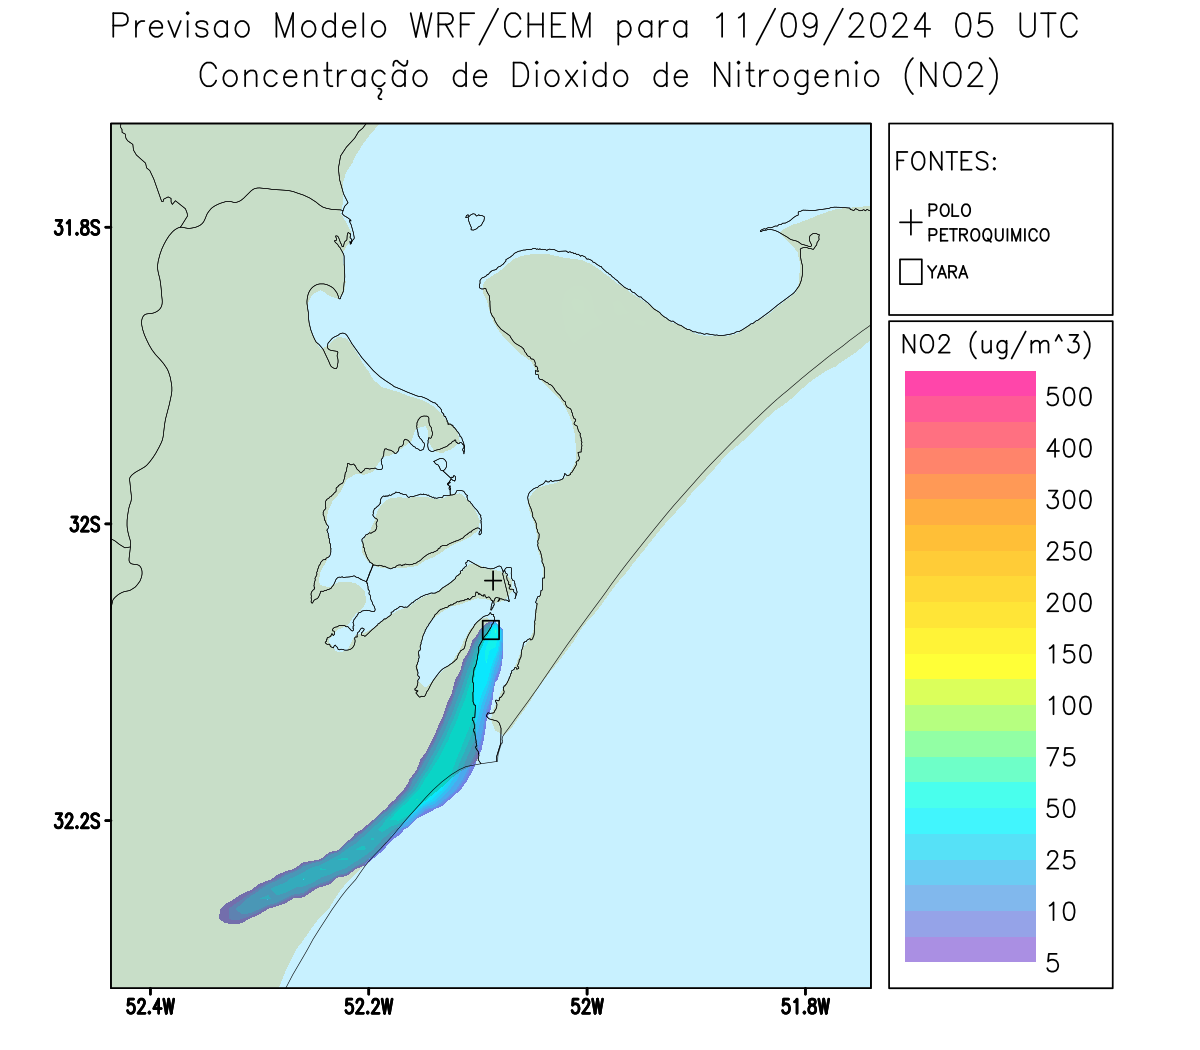 Previsao Modelo WRF/CHEM para 11/09/2024 05 UTC
Concentração de Dioxido de Nitrogenio (NO2)
FONTES:
POLO
PETROQUIMICO
YARA
NO2 (ug/m^3)
500
400
300
250
200
150
100
75
50
25
10
5
31.8S
32S
32.2S
52.4W
52.2W
52W
51.8W